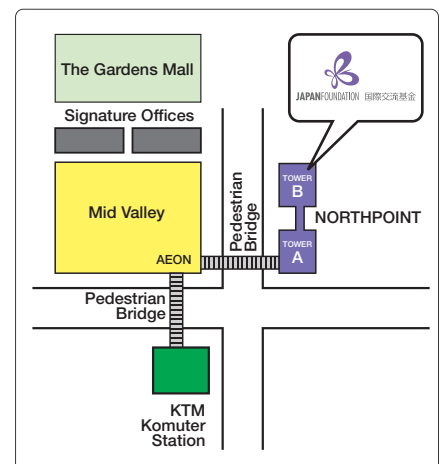 The Gardens Mall
Signature Offices
JAPANFOUNDATION 国際交流基金
Mid Valley
AEON
Pedestrian
Bridge
TOWER
B
NORTHPOINT
TOWER
A
Pedestrian
Bridge
KTM
Komuter
Station